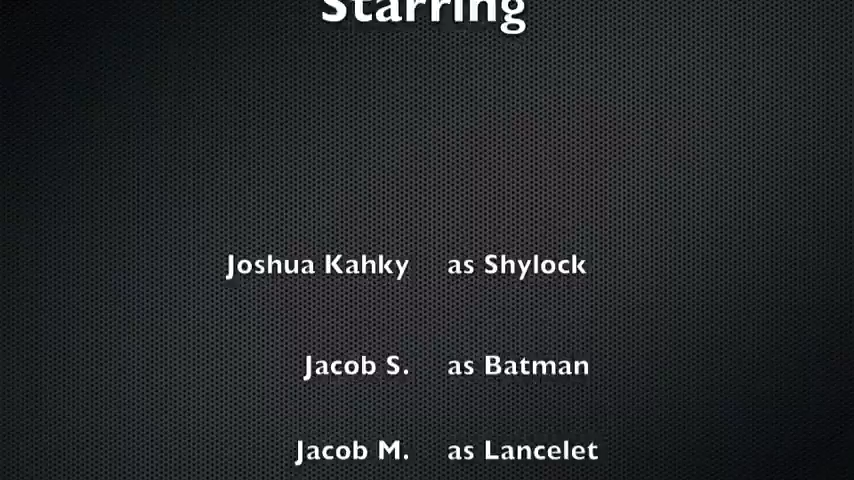 Starring
Joshua Kahky as Shylock
Jacob S. as Batman
Jacob M. as Lancelet